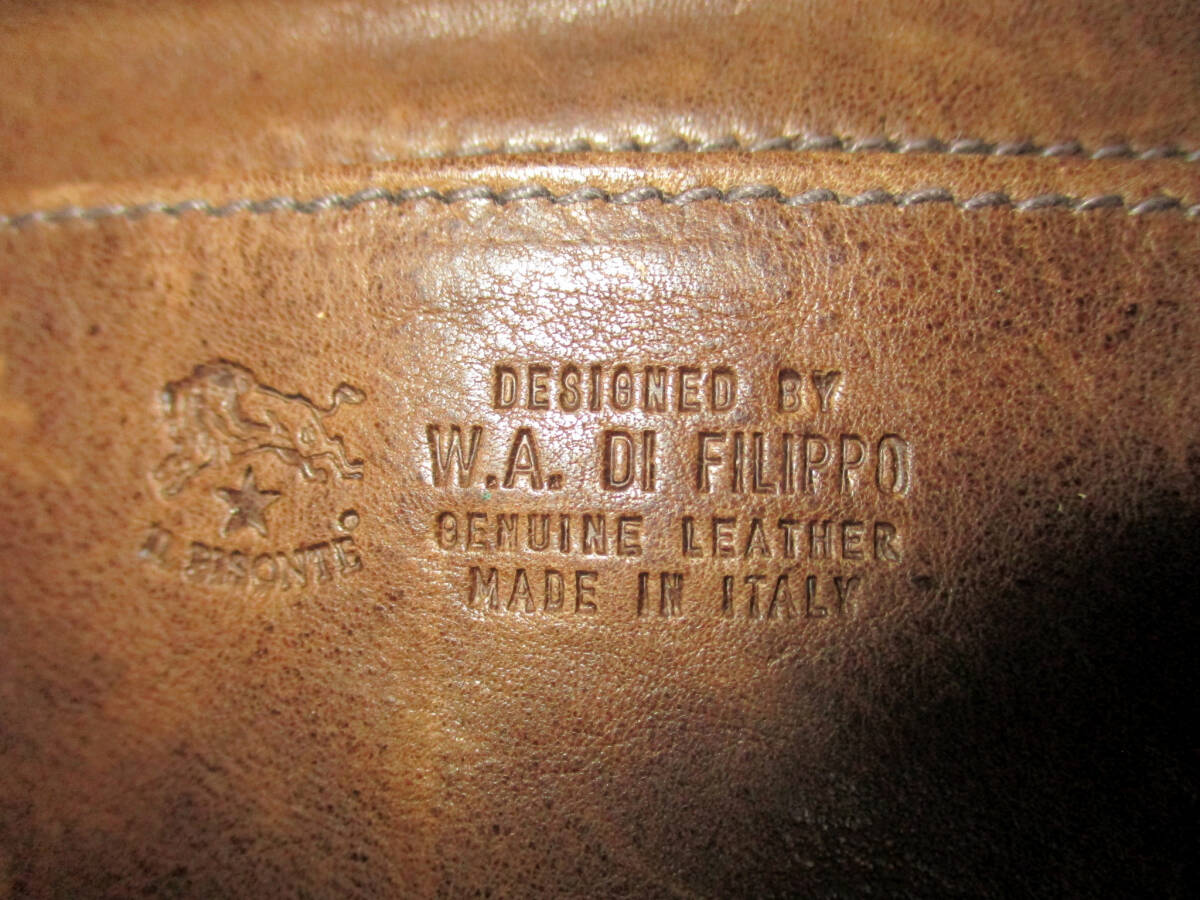 DESIGNED BY
W.A. DI FILIPPO
GENUINE LEATHER
MADE IN ITALY
IL BISONTE